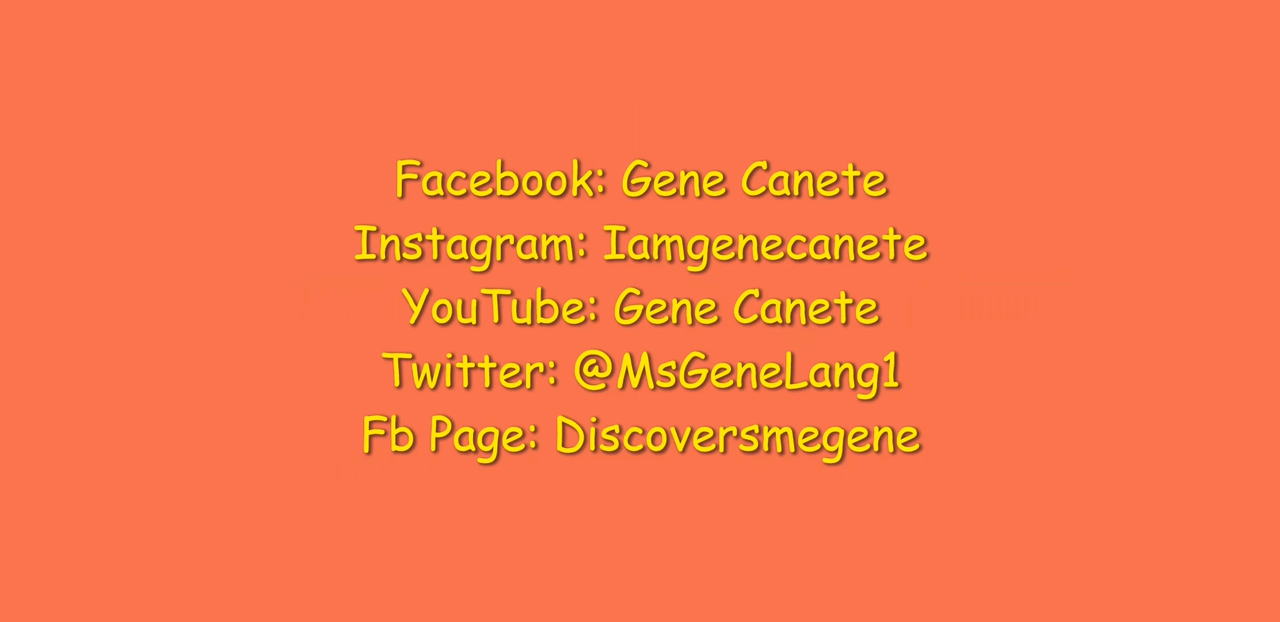 Facebook: Gene Canete
Instagram: Iamgenecanete
YouTube: Gene Canete
Twitter: @MsGeneLang1
Fb Page: Discoversmegene